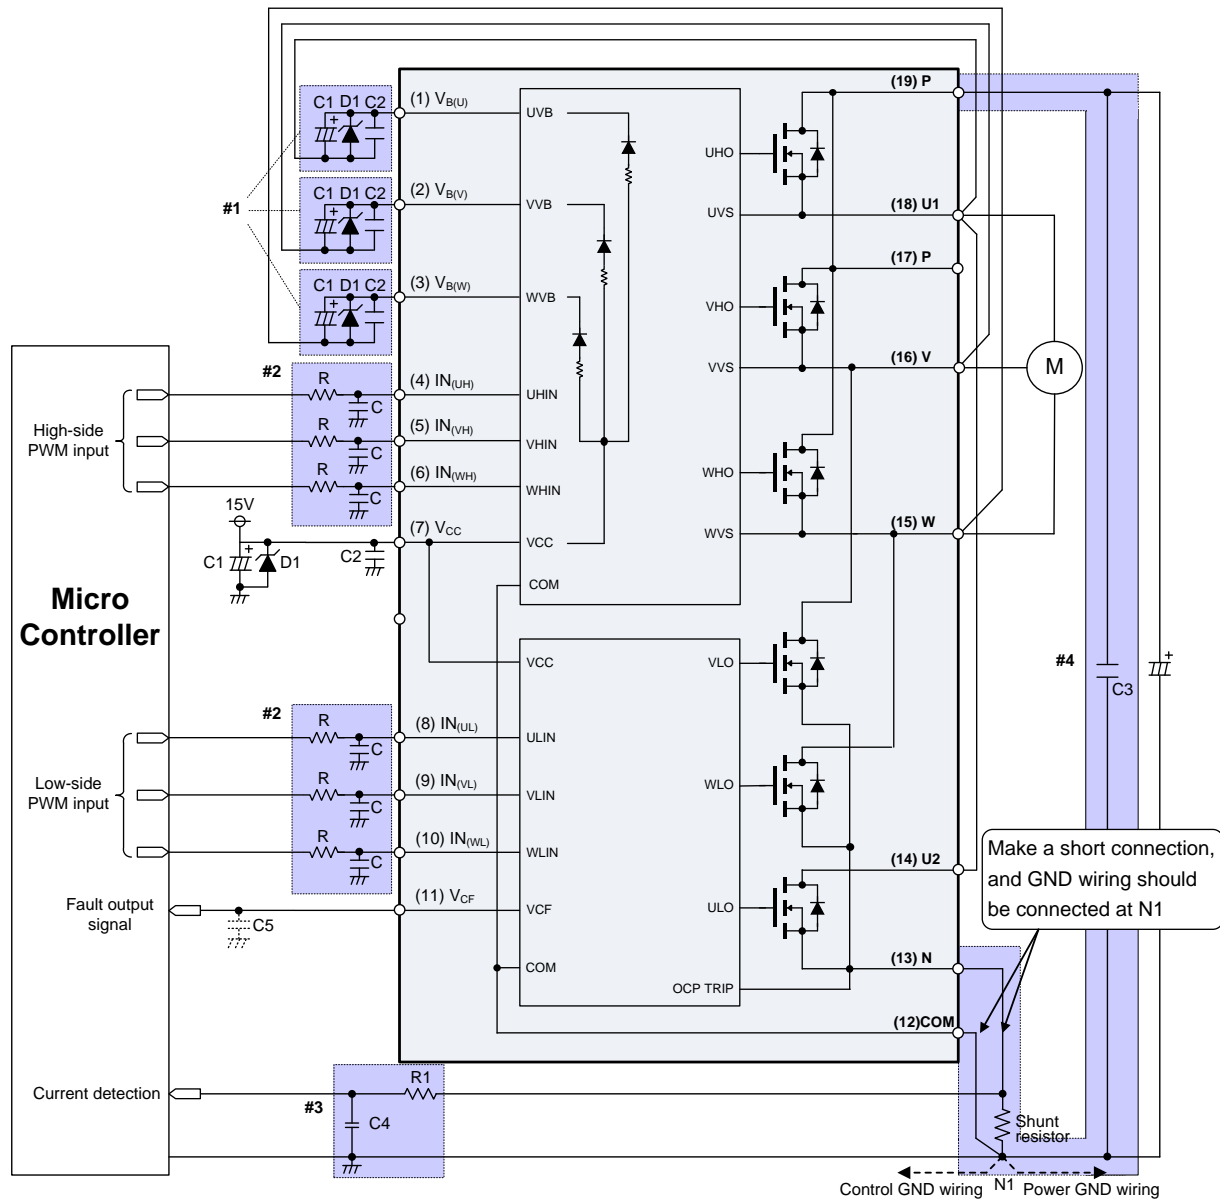 (19) P
C1 D1 C2
(1) VB(U)
UVB
UHO
(2) VB(V)
VVB
#1
(18) U1
UVS
(17) P
C1 D1 C2
C1 D1 C2
(3) VB(W)
WVB
VHO
(16) V
VVS
M
#2
R
C
(4) IN(UH)
UHIN
High-side
PWM input
R
C
(5) IN(VH)
VHIN
R
C
(6) IN(WH)
WHIN
WHO
15V
(7) VCC
VCC
(15) W
WVS
C1
D1
C2
COM
Micro
Controller
VCC
VLO
#4
C3
#2
R
C
(8) IN(UL)
ULIN
Low-side
PWM input
R
C
(9) IN(VL)
VLIN
WLO
R
C
(10) IN(WL)
WLIN
(14) U2
Make a short connection,
and GND wiring should
be connected at N1
Fault output
signal
C5
(11) VCF
VCF
ULO
COM
(13) N
OCP TRIP
(12)COM
Current detection
#3
R1
C4
Shunt
resistor
Control GND wiring
N1
Power GND wiring